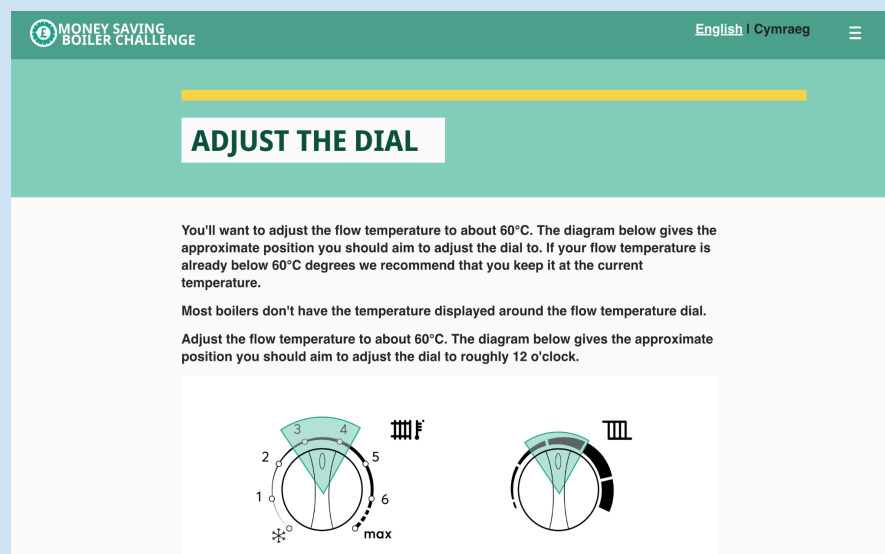 MONEY SAVING
BOILER CHALLENGE
English | Cymraeg
ADJUST THE DIAL
You'll want to adjust the flow temperature to about 60°C. The diagram below gives the
approximate position you should aim to adjust the dial to. If your flow temperature is
already below 60°C degrees we recommend that you keep it at the current
temperature.
Most boilers don't have the temperature displayed around the flow temperature dial.
Adjust the flow temperature to about 60°C. The diagram below gives the approximate
position you should aim to adjust the dial to roughly 12 o'clock.
3 4
2 5
1 6
max